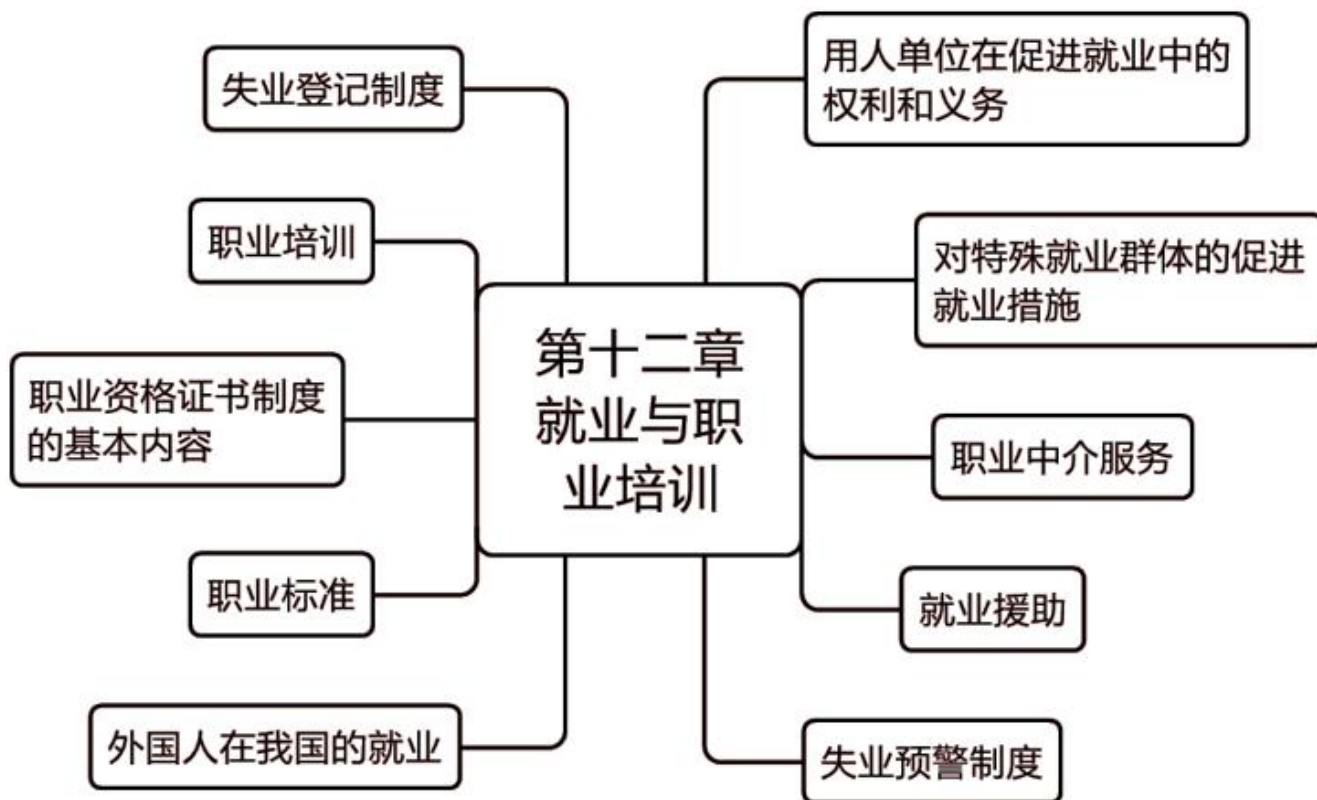 失业登记制度
用人单位在促进就业中的
权利和义务
职业培训
对特殊就业群体的促进
就业措施
第十二章
就业与职
业培训
职业资格证书制度
的基本内容
职业中介服务
职业标准
就业援助
外国人在我国的就业
失业预警制度